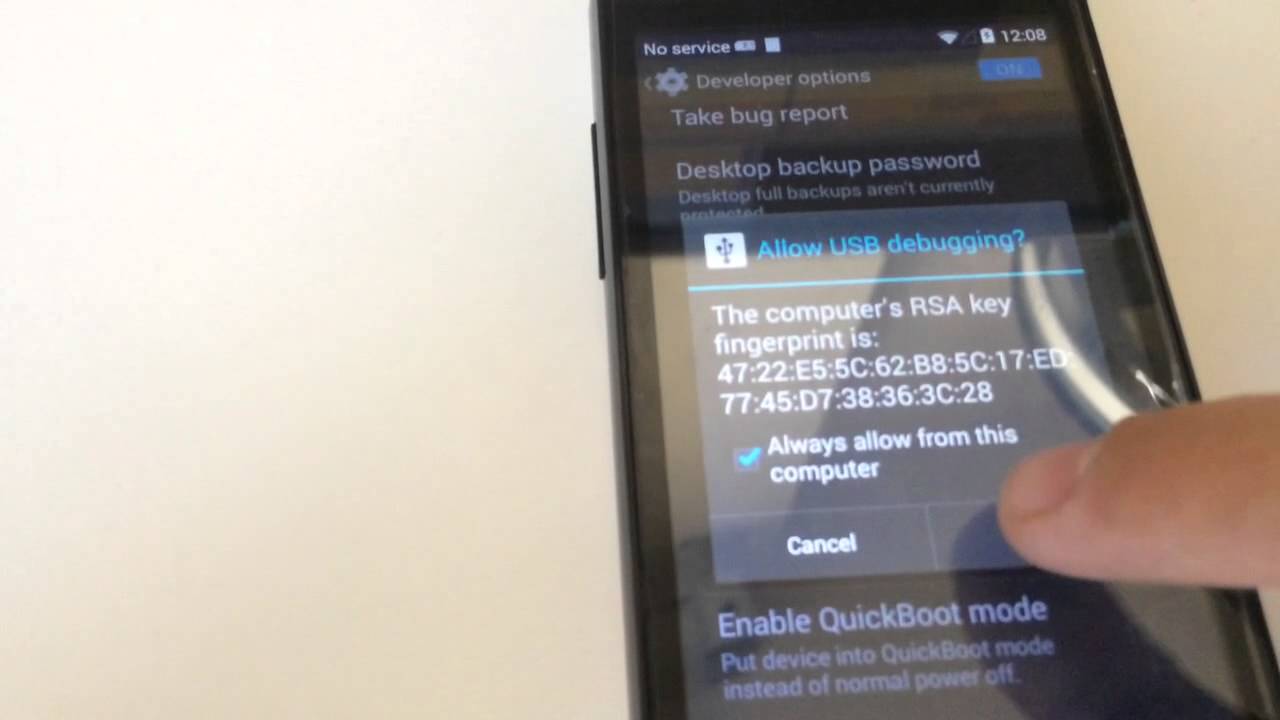 No service 12:08
Developer options ON
Take bug report
Desktop backup password
Desktop full backups aren't currently
protected
Allow USB debugging?
The computer's RSA key
fingerprint is:
47:22:E5:5C:62:B8:5C:17:ED:
77:45:D7:38:36:3C:28
Always allow from this
computer
Cancel
Enable QuickBoot mode
Put device into QuickBoot mode
instead of normal power off.